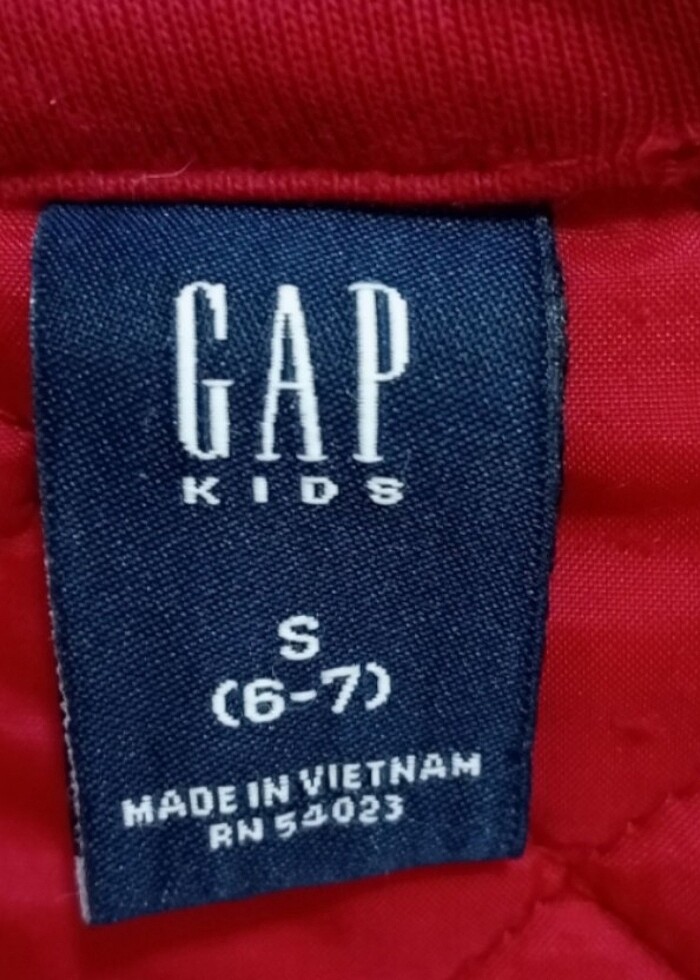 GAP
KIDS
S
(6-7)
MADE IN VIETNAM
RN 54023